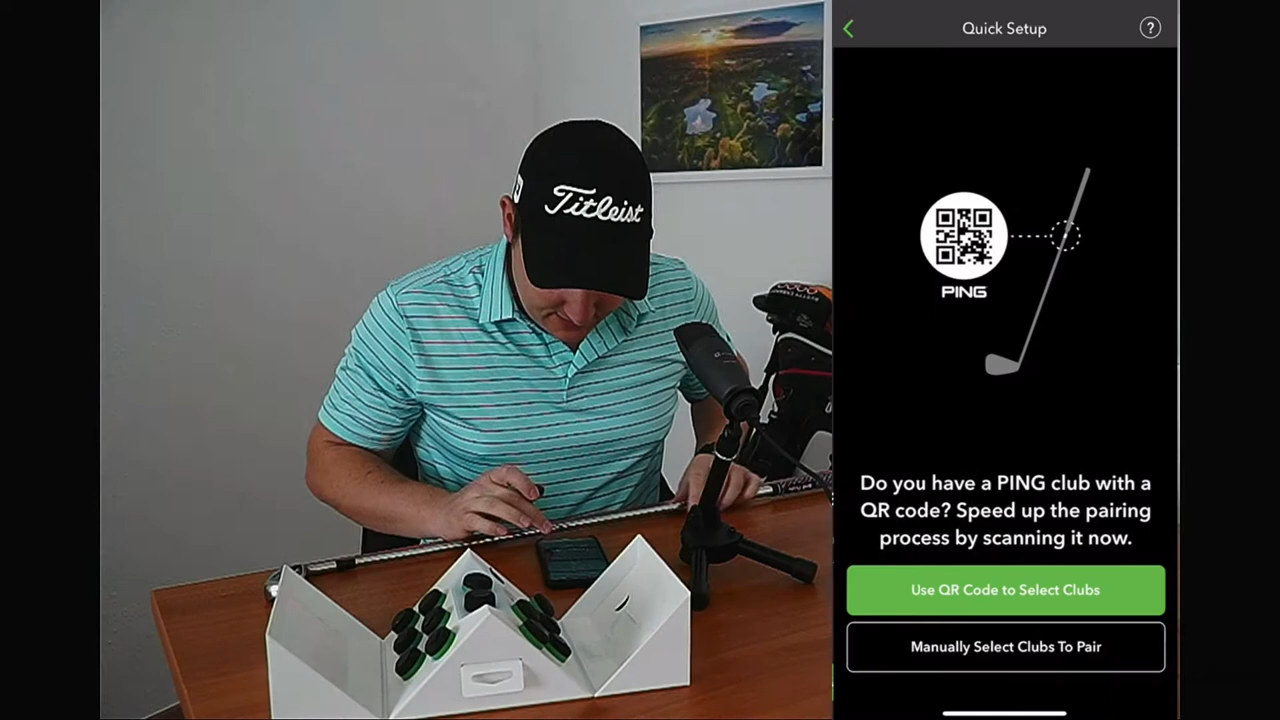 Titleist
Quick Setup
?
PING
Do you have a PING club with a
QR code? Speed up the pairing
process by scanning it now.
Use QR Code to Select Clubs
Manually Select Clubs To Pair